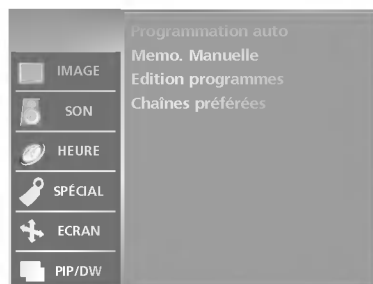 Programmation auto
Memo. Manuelle
Edition programmes
Chaînes préférées
IMAGE
SON
HEURE
SPÉCIAL
ECRAN
PIP/DW